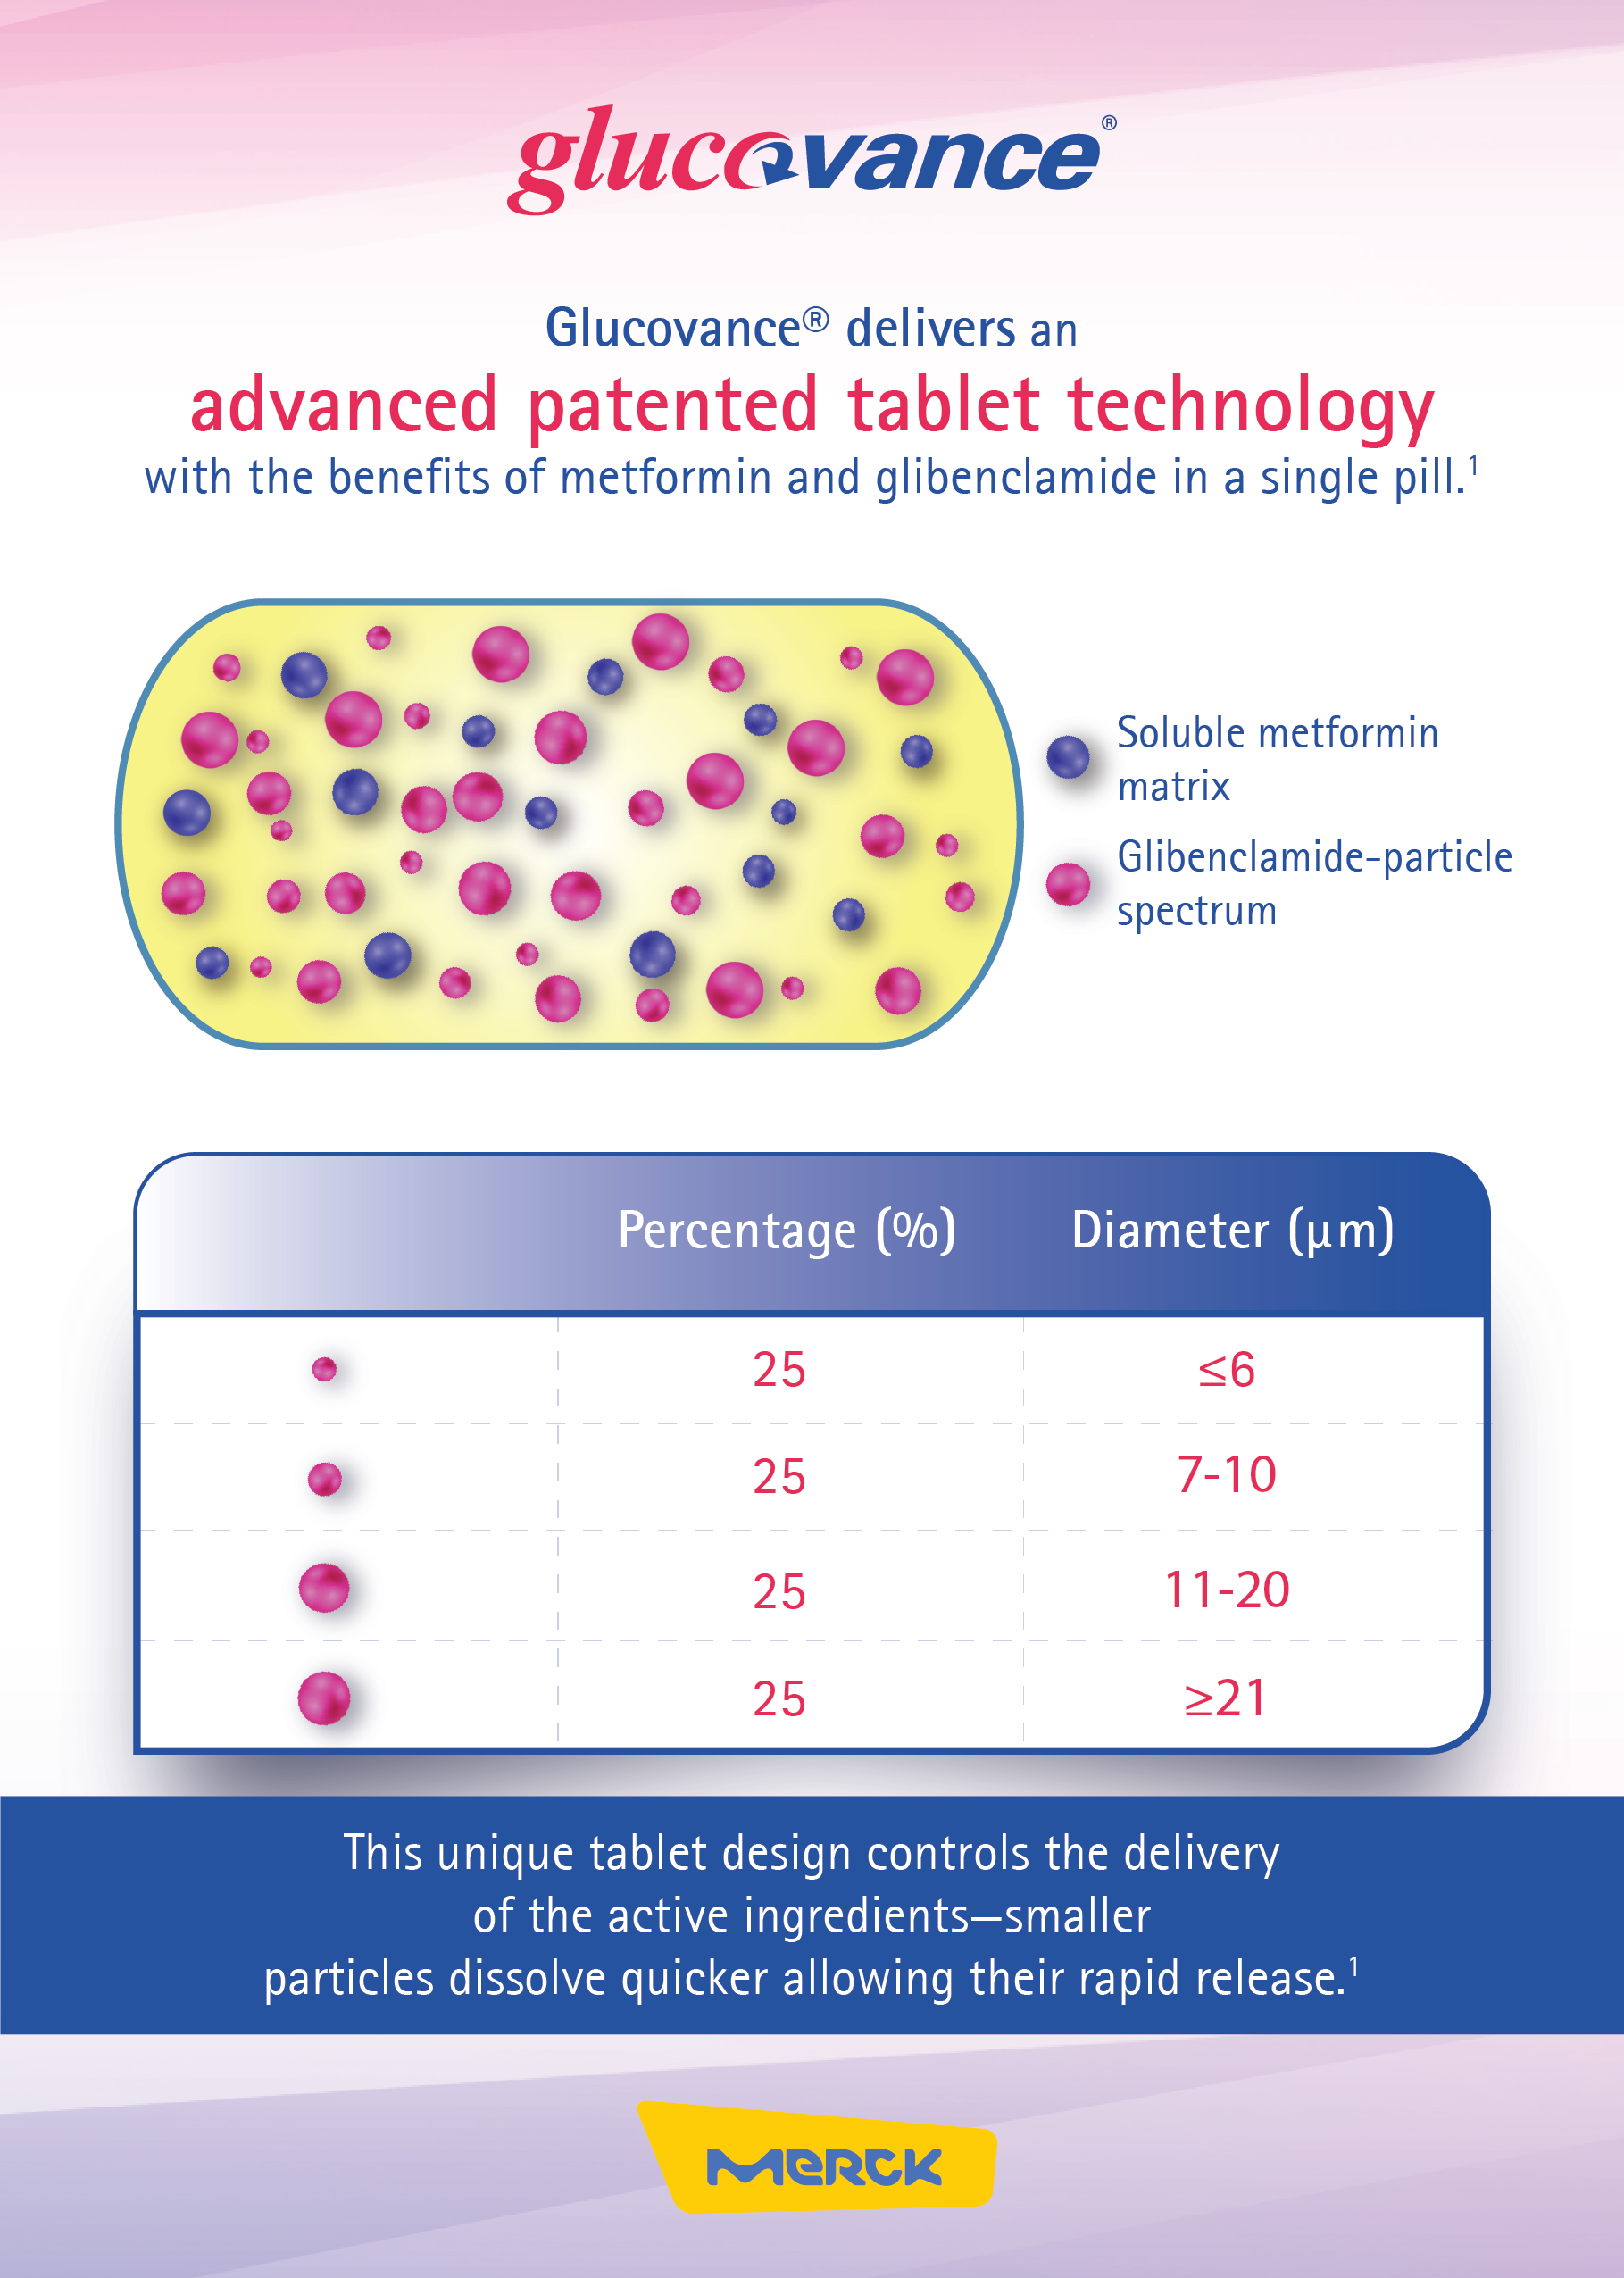 glucovance®
Glucovance® delivers an
advanced patented tablet technology
with the benefits of metformin and glibenclamide in a single pill.1
Soluble metformin
matrix
Glibenclamide-particle
spectrum
Percentage (%) Diameter (µm)
25 ≤6
25 7-10
25 11-20
25 ≥21
This unique tablet design controls the delivery
of the active ingredients—smaller
particles dissolve quicker allowing their rapid release.1
MERCK